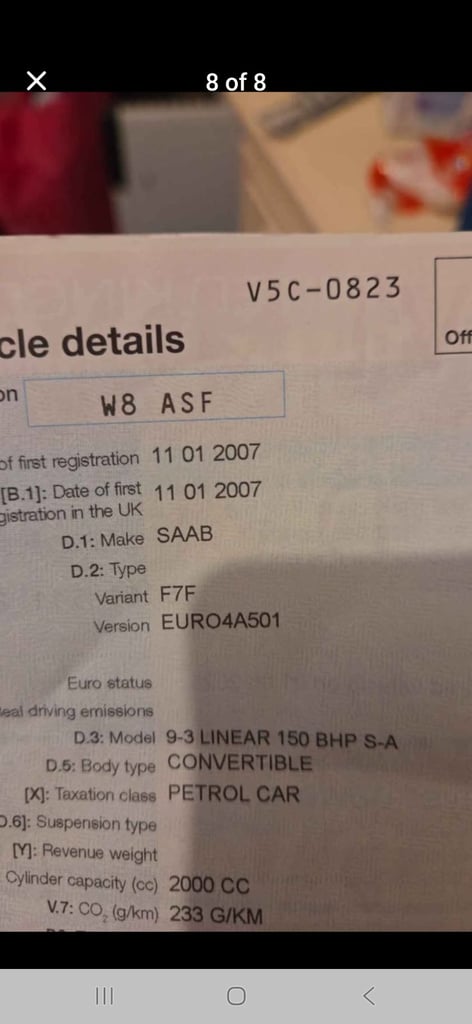 8 of 8
V5C-0823
cle details
Off
on
W8 ASF
of first registration 11 01 2007
[B.1]: Date of first 11 01 2007
gistration in the UK
D.1: Make SAAB
D.2: Type
Variant F7F
Version EURO4A501
Euro status
eal driving emissions
D.3: Model 9-3 LINEAR 150 BHP S-A
D.5: Body type CONVERTIBLE
[X]: Taxation class PETROL CAR
D.6]: Suspension type
[Y]: Revenue weight
Cylinder capacity (cc) 2000 CC
V.7: CO₂ (g/km) 233 G/KM